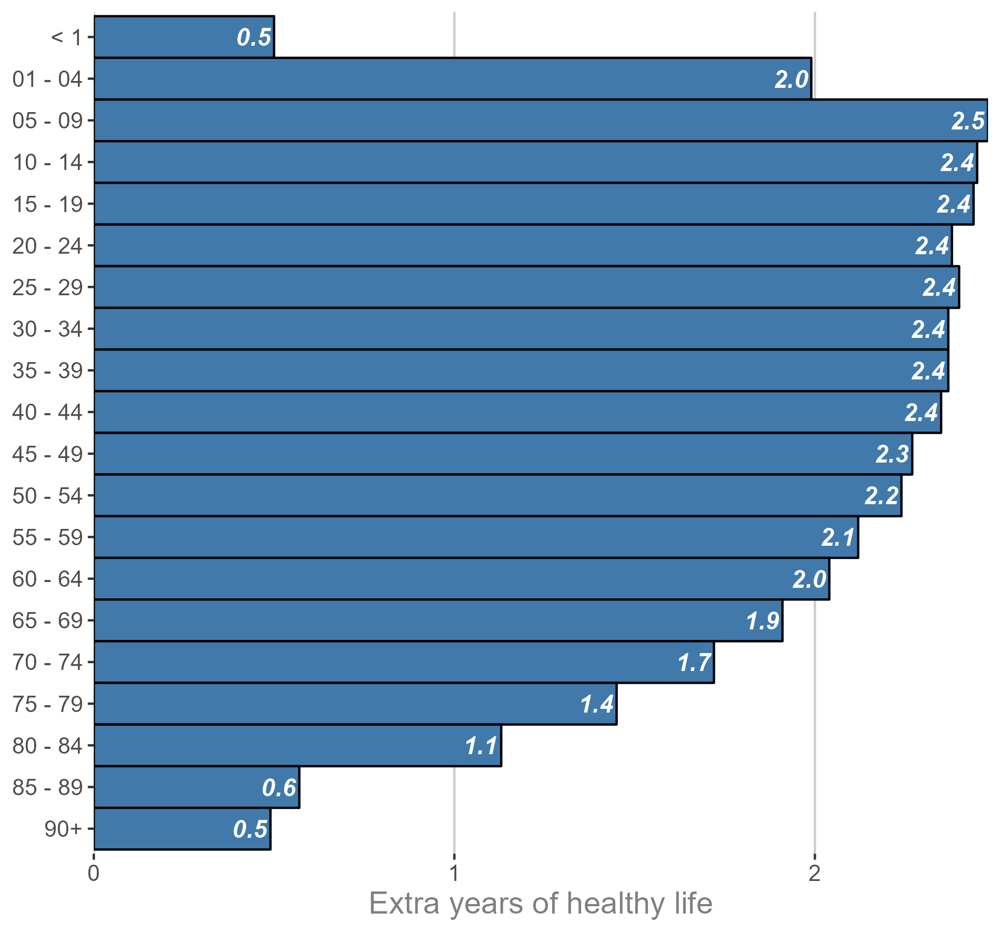 < 1 0.5
01 - 04 2.0
05 - 09 2.5
10 - 14 2.4
15 - 19 2.4
20 - 24 2.4
25 - 29 2.4
30 - 34 2.4
35 - 39 2.4
40 - 44 2.4
45 - 49 2.3
50 - 54 2.2
55 - 59 2.1
60 - 64 2.0
65 - 69 1.9
70 - 74 1.7
75 - 79 1.4
80 - 84 1.1
85 - 89 0.6
90+ 0.5
0 1 2
Extra years of healthy life